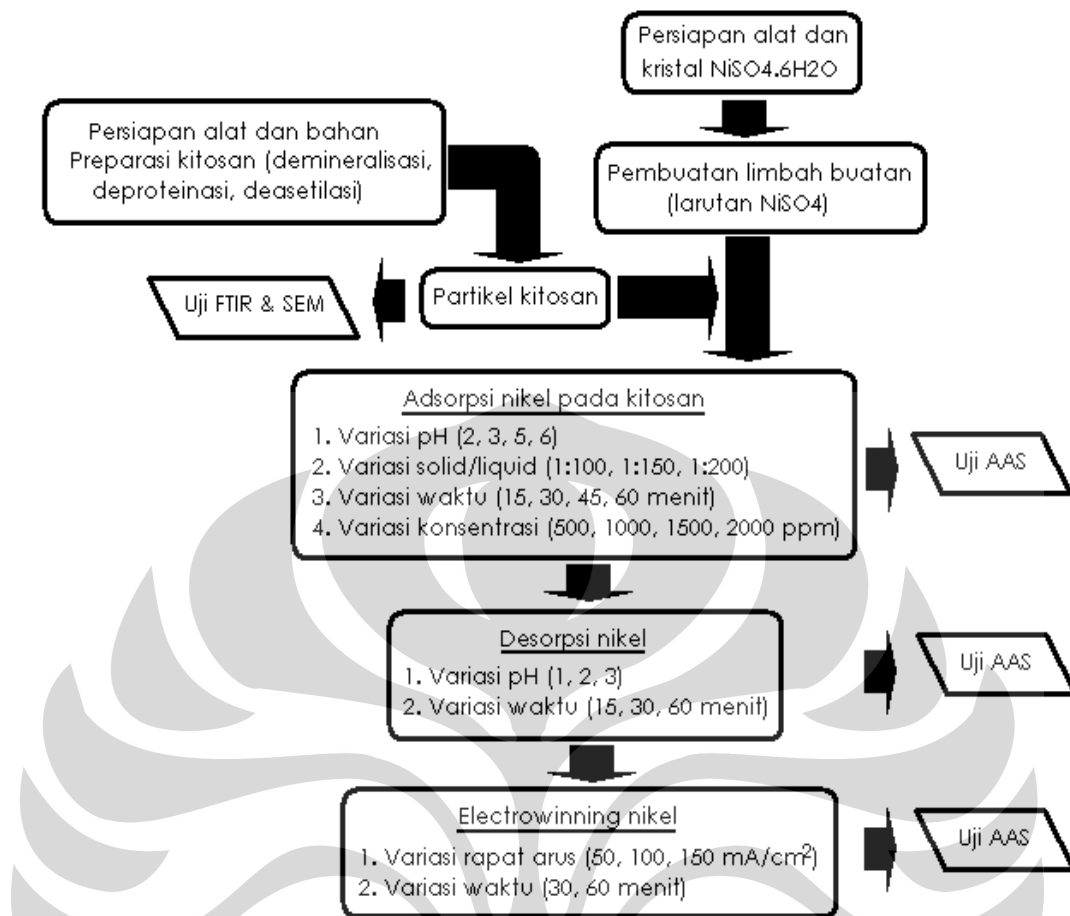 Persiapan alat dan
kristal NiSO4.6H2O
Persiapan alat dan bahan
Preparasi kitosan (demineralisasi,
deproteinasi, deasetilasi)
Pembuatan limbah buatan
(larutan NiSO4)
Uji FTIR & SEM
Partikel kitosan
Adsorpsi nikel pada kitosan
1. Variasi pH (2, 3, 5, 6)
2. Variasi solid/liquid (1:100, 1:150, 1:200)
3. Variasi waktu (15, 30, 45, 60 menit)
4. Variasi konsentrasi (500, 1000, 1500, 2000 ppm)
Uji AAS
Desorpsi nikel
1. Variasi pH (1, 2, 3)
2. Variasi waktu (15, 30, 60 menit)
Uji AAS
Electrowinning nikel
1. Variasi rapat arus (50, 100, 150 mA/cm²)
2. Variasi waktu (30, 60 menit)
Uji AAS